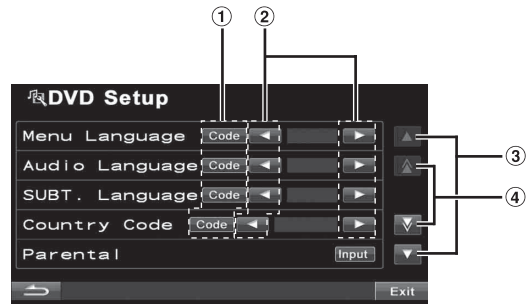 ① ②
DVD Setup
Menu Language Code
Audio Language Code
SUBT. Language Code
Country Code Code
Parental Input
Exit
③
④